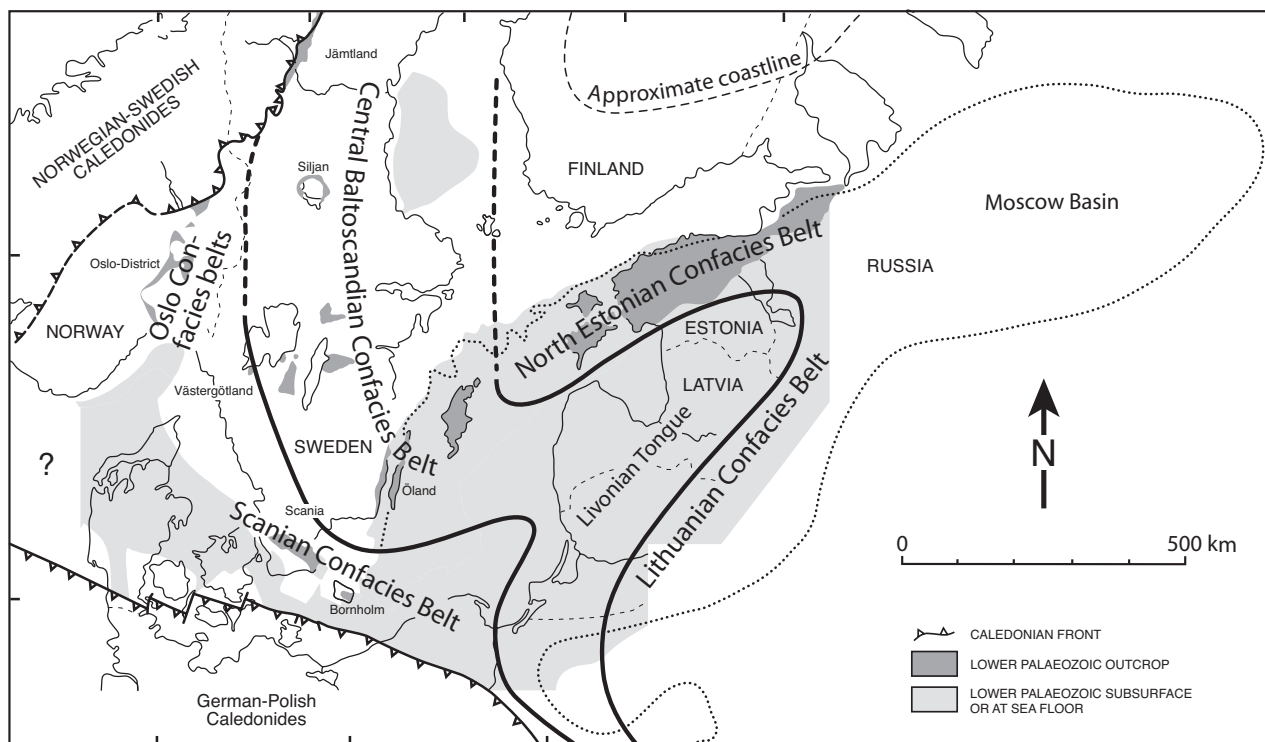 Jämtland
Approximate coastline
NORWEGIAN-SWEDISH
CALEDONIDES
Central Baltoscandian Confacies Belt
Siljan
FINLAND
Moscow Basin
Oslo-District
Oslo Con-
facies belts
North Estonian Confacies Belt
RUSSIA
NORWAY
ESTONIA
Västergötland
LATVIA
SWEDEN
Livonian Tongue
Lithuanian Confacies Belt
N
?
Öland
Scania
Scanian Confacies Belt
0 500 km
Bornholm
CALEDONIAN FRONT
LOWER PALAEOZOIC OUTCROP
LOWER PALAEOZOIC SUBSURFACE
OR AT SEA FLOOR
German-Polish
Caledonides